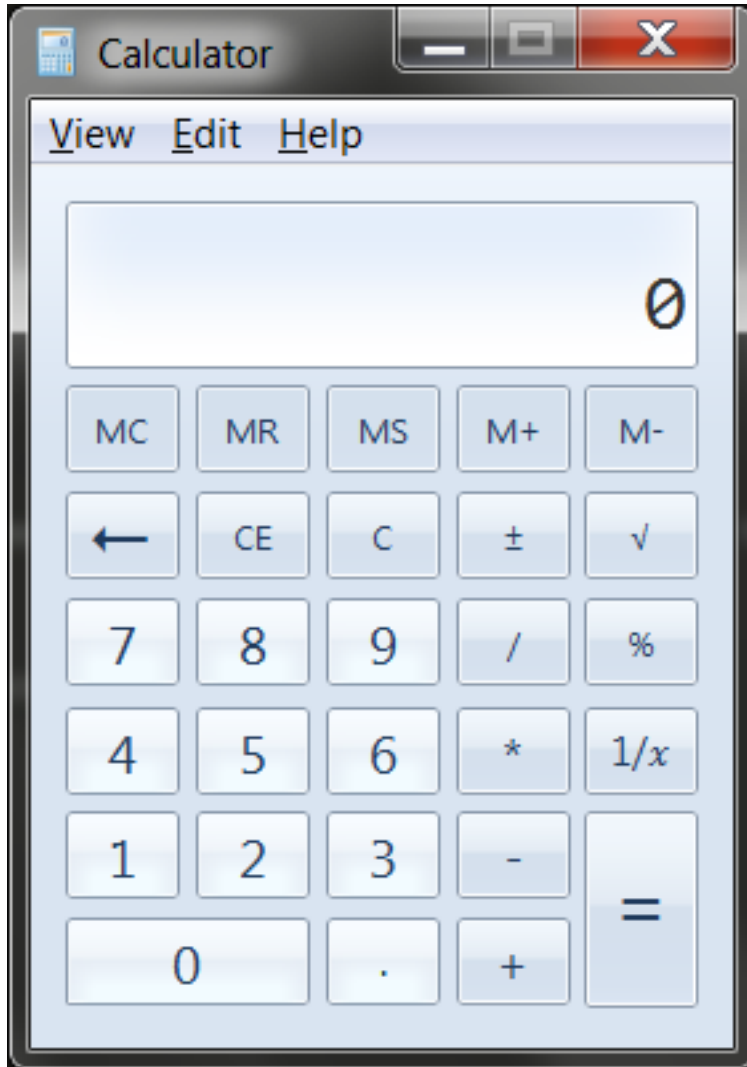 Calculator
View Edit Help
0
MC MR MS M+ M-
← CE C ± √
7 8 9 / %
4 5 6 * 1/x
1 2 3 - =
0 . +